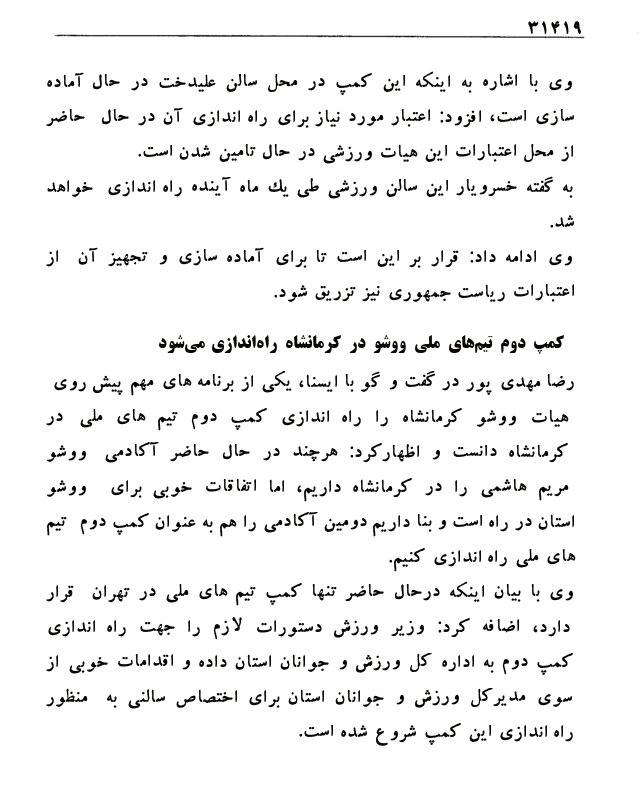 ۳۱۴۱۹
وی با اشاره به اینکه این کمپ در محل سالن علیدخت در حال آماده
سازی است، افزود: اعتبار مورد نیاز برای راه اندازی آن در حال حاضر
از محل اعتبارات این هیات ورزشی در حال تامین شدن است.
به گفته خسرویار این سالن ورزشی طی یك ماه آینده راه اندازی خواهد
شد.
وی ادامه داد: قرار بر این است تا برای آماده سازی و تجهیز آن از
اعتبارات ریاست جمهوری نیز تزریق شود.
کمپ دوم تیم‌های ملی ووشو در کرمانشاه راه‌اندازی می‌شود
رضا مهدی پور در گفت و گو با ایسنا، یکی از برنامه های مهم پیش روی
هیات ووشو کرمانشاه را راه اندازی کمپ دوم تیم های ملی در
کرمانشاه دانست و اظهارکرد: هرچند در حال حاضر آکادمی ووشو
مریم هاشمی را در کرمانشاه داریم، اما اتفاقات خوبی برای ووشو
استان در راه است و بنا داریم دومین آکادمی را هم به عنوان کمپ دوم تیم
های ملی راه اندازی کنیم.
وی با بیان اینکه درحال حاضر تنها کمپ تیم های ملی در تهران قرار
دارد، اضافه کرد: وزیر ورزش دستورات لازم را جهت راه اندازی
کمپ دوم به اداره کل ورزش و جوانان استان داده و اقدامات خوبی از
سوی مدیرکل ورزش و جوانان استان برای اختصاص سالنی به منظور
راه اندازی این کمپ شروع شده است.